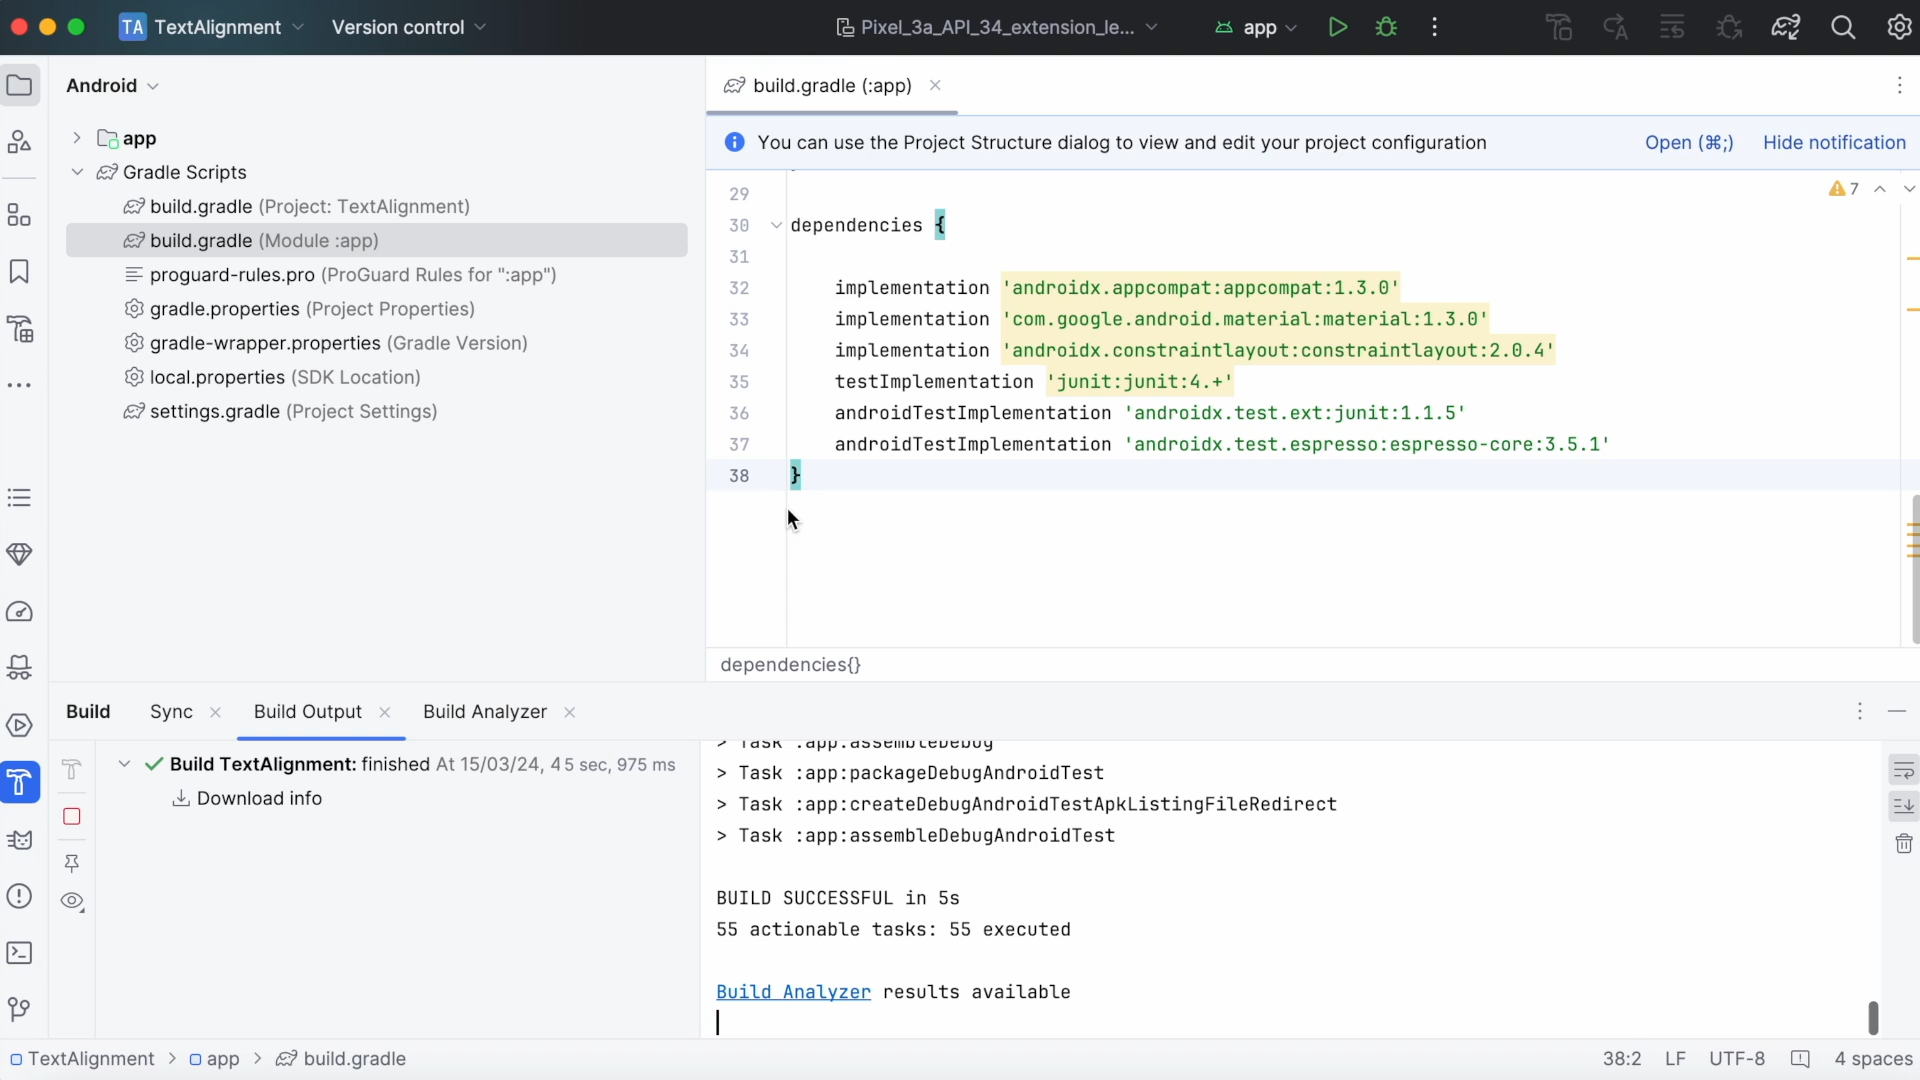 TA TextAlignment Version control Pixel_3a_API_34_extension_le... app
Android
build.gradle (:app)
You can use the Project Structure dialog to view and edit your project configuration Open (⌘;) Hide notification
app
Gradle Scripts
build.gradle (Project: TextAlignment)
build.gradle (Module :app)
proguard-rules.pro (ProGuard Rules for ":app")
gradle.properties (Project Properties)
gradle-wrapper.properties (Gradle Version)
local.properties (SDK Location)
settings.gradle (Project Settings)
7
29
30 dependencies {
31
32 implementation 'androidx.appcompat:appcompat:1.3.0'
33 implementation 'com.google.android.material:material:1.3.0'
34 implementation 'androidx.constraintlayout:constraintlayout:2.0.4'
35 testImplementation 'junit:junit:4.+'
36 androidTestImplementation 'androidx.test.ext:junit:1.1.5'
37 androidTestImplementation 'androidx.test.espresso:espresso-core:3.5.1'
38 }
dependencies{}
Build Sync Build Output Build Analyzer
Build TextAlignment: finished At 15/03/24, 45 sec, 975 ms
Download info
> Task :app:assembleDebug
> Task :app:packageDebugAndroidTest
> Task :app:createDebugAndroidTestApkListingFileRedirect
> Task :app:assembleDebugAndroidTest
BUILD SUCCESSFUL in 5s
55 actionable tasks: 55 executed
Build Analyzer results available
TextAlignment > app > build.gradle 38:2 LF UTF-8 4 spaces